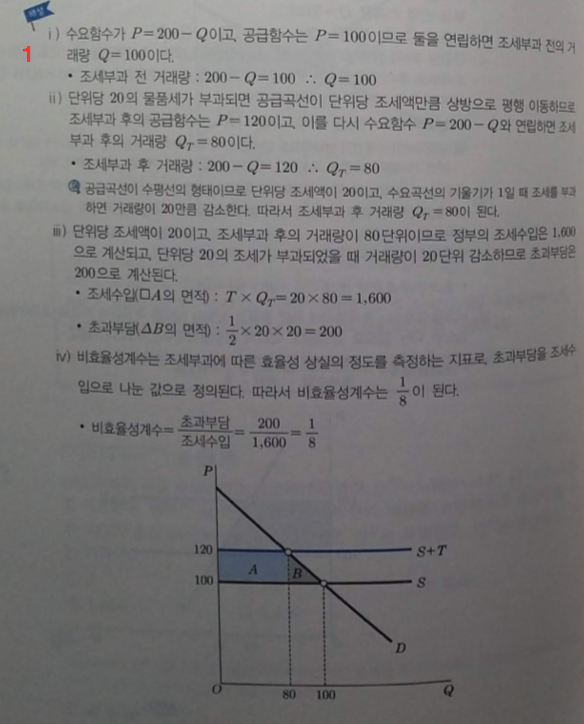 해설
1
ⅰ) 수요함수가 P=200-Q이고, 공급함수는 P=100이므로 둘을 연립하면 조세부과 전의 거
래량 Q=100이다.
• 조세부과 전 거래량 : 200-Q=100 ∴ Q=100
ⅱ) 단위당 20의 물품세가 부과되면 공급곡선이 단위당 조세액만큼 상방으로 평행 이동하므로
조세부과 후의 공급함수는 P=120이고, 이를 다시 수요함수 P=200-Q와 연립하면 조세
부과 후의 거래량 Q_T=80이다.
• 조세부과 후 거래량 : 200-Q=120 ∴ Q_T=80
공급곡선이 수평선의 형태이므로 단위당 조세액이 20이고, 수요곡선의 기울기가 1일 때 조세를 부과
하면 거래량이 20만큼 감소한다. 따라서 조세부과 후 거래량 Q_T=80이 된다.
ⅲ) 단위당 조세액이 20이고, 조세부과 후의 거래량이 80단위이므로 정부의 조세수입은 1,600
으로 계산되고, 단위당 20의 조세가 부과되었을 때 거래량이 20단위 감소하므로 초과부담은
200으로 계산된다.
• 조세수입(□A의 면적) : T×Q_T=20×80=1,600
• 초과부담(ΔB의 면적) : 1/2×20×20=200
ⅳ) 비효율성계수는 조세부과에 따른 효율성 상실의 정도를 측정하는 지표로, 초과부담을 조세수
입으로 나눈 값으로 정의된다. 따라서 비효율성계수는 1/8이 된다.
• 비효율성계수=초과부담/조세수입=200/1,600=1/8
P
120
A
B
S+T
100
S
D
O
80
100
Q